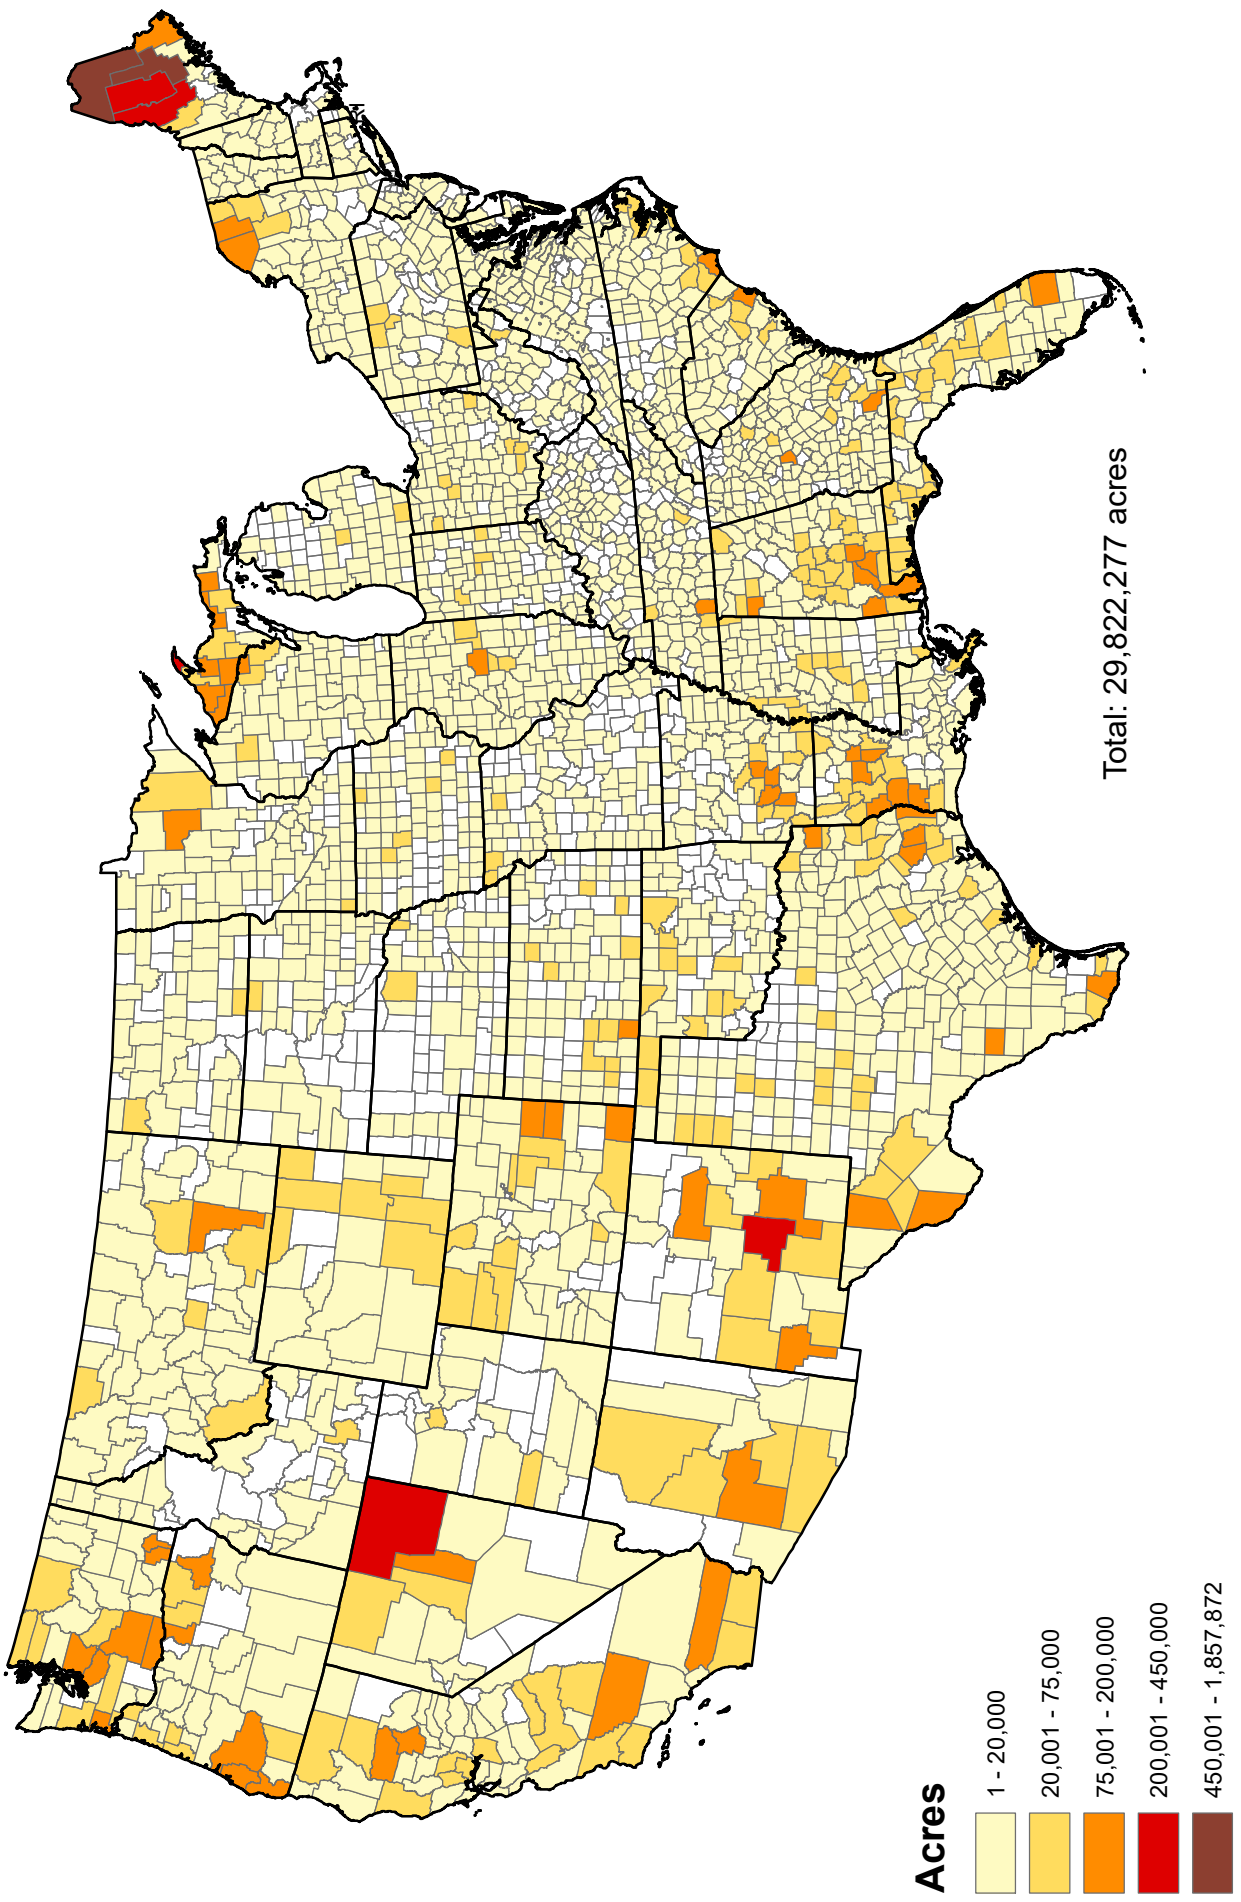 Total: 29,822,277 acres
Acres
1 - 20,000
20,001 - 75,000
75,001 - 200,000
200,001 - 450,000
450,001 - 1,857,872